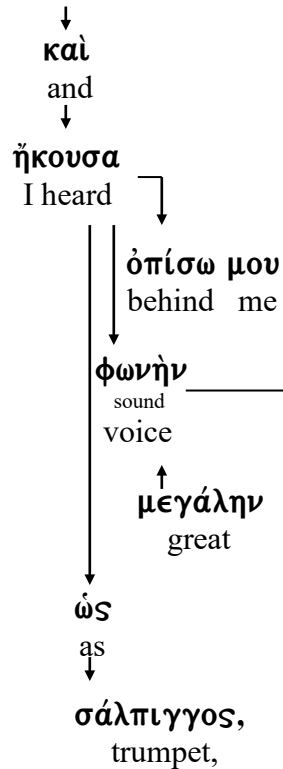 καὶ
and
ἤκουσα
I heard
ὀπίσω μου
behind me
φωνὴν
sound
voice
μεγάλην
great
ὡς
as
σάλπιγγος,
trumpet,